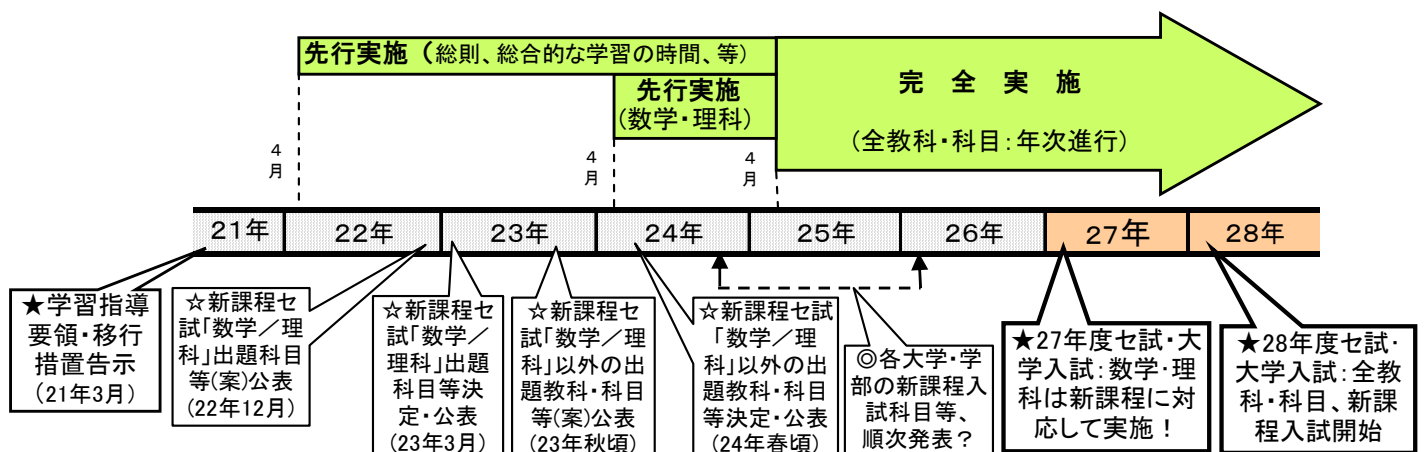 先行実施（総則、総合的な学習の時間、等）
先行実施
（数学・理科）
完 全 実 施
（全教科・科目：年次進行）
4
月
4
月
4
月
21年
22年
23年
24年
25年
26年
27年
28年
★学習指導
要領・移行
措置告示
（21年3月）
☆新課程セ
試「数学／理
科」出題科目
等(案)公表
（22年12月）
☆新課程セ
試「数学／
理科」出題
科目等決
定・公表
（23年3月）
☆新課程セ
試「数学／理
科」以外の出
題教科・科目
等(案)公表
（23年秋頃）
☆新課程セ試
「数学／理
科」以外の出
題教科・科目
等決定・公表
（24年春頃）
◎各大学・学
部の新課程入
試科目等、
順次発表？
★27年度セ試・大
学入試：数学・理
科は新課程に対
応して実施！
★28年度セ試・
大学入試：全教
科・科目、新課
程入試開始